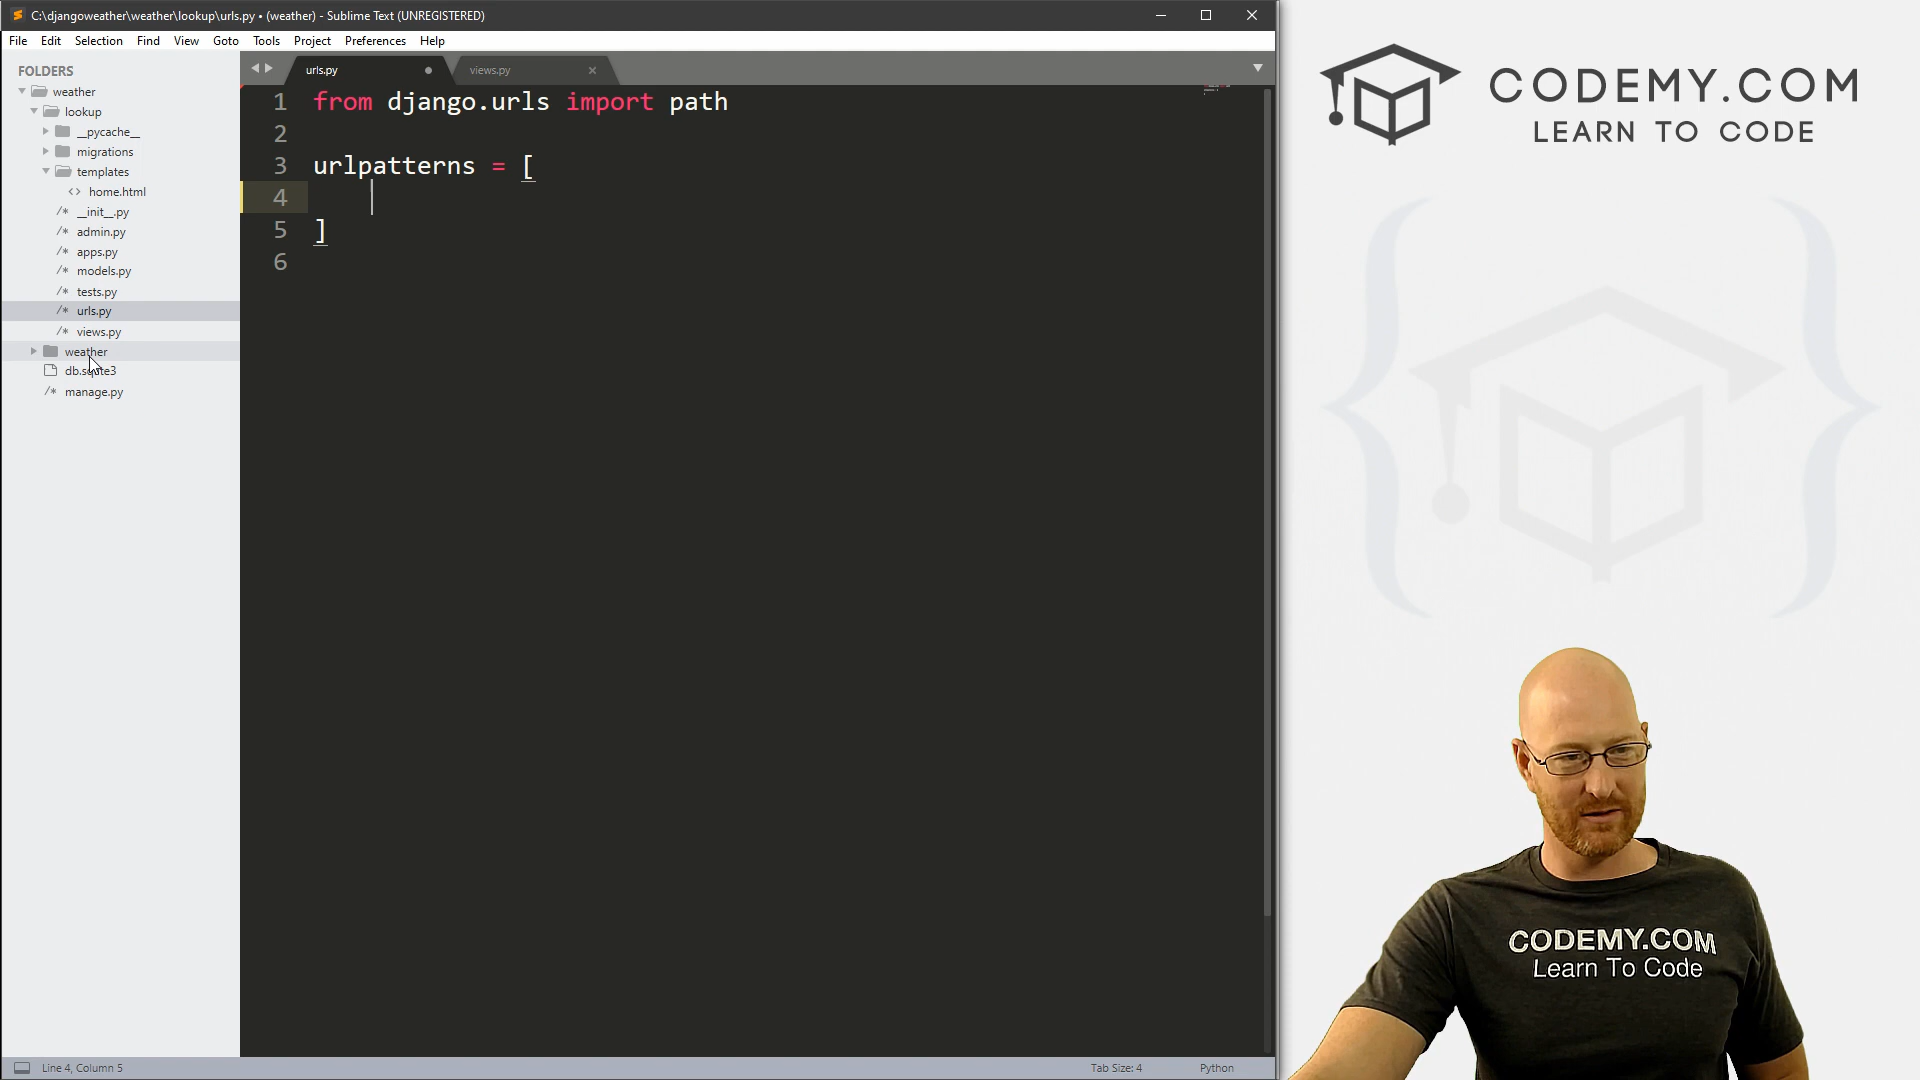 C:\djangoweather\weather\lookup\urls.py • (weather) - Sublime Text (UNREGISTERED)
File Edit Selection Find View Goto Tools Project Preferences Help
FOLDERS
weather
lookup
__pycache__
migrations
templates
<> home.html
/* __init__.py
/* admin.py
/* apps.py
/* models.py
/* tests.py
/* urls.py
/* views.py
weather
db.sqlite3
/* manage.py
urls.py
views.py
1 from django.urls import path
2
3 urlpatterns = [
4
5 ]
6
Line 4, Column 5
Tab Size: 4
Python
CODEMY.COM
LEARN TO CODE
CODEMY.COM
Learn To Code